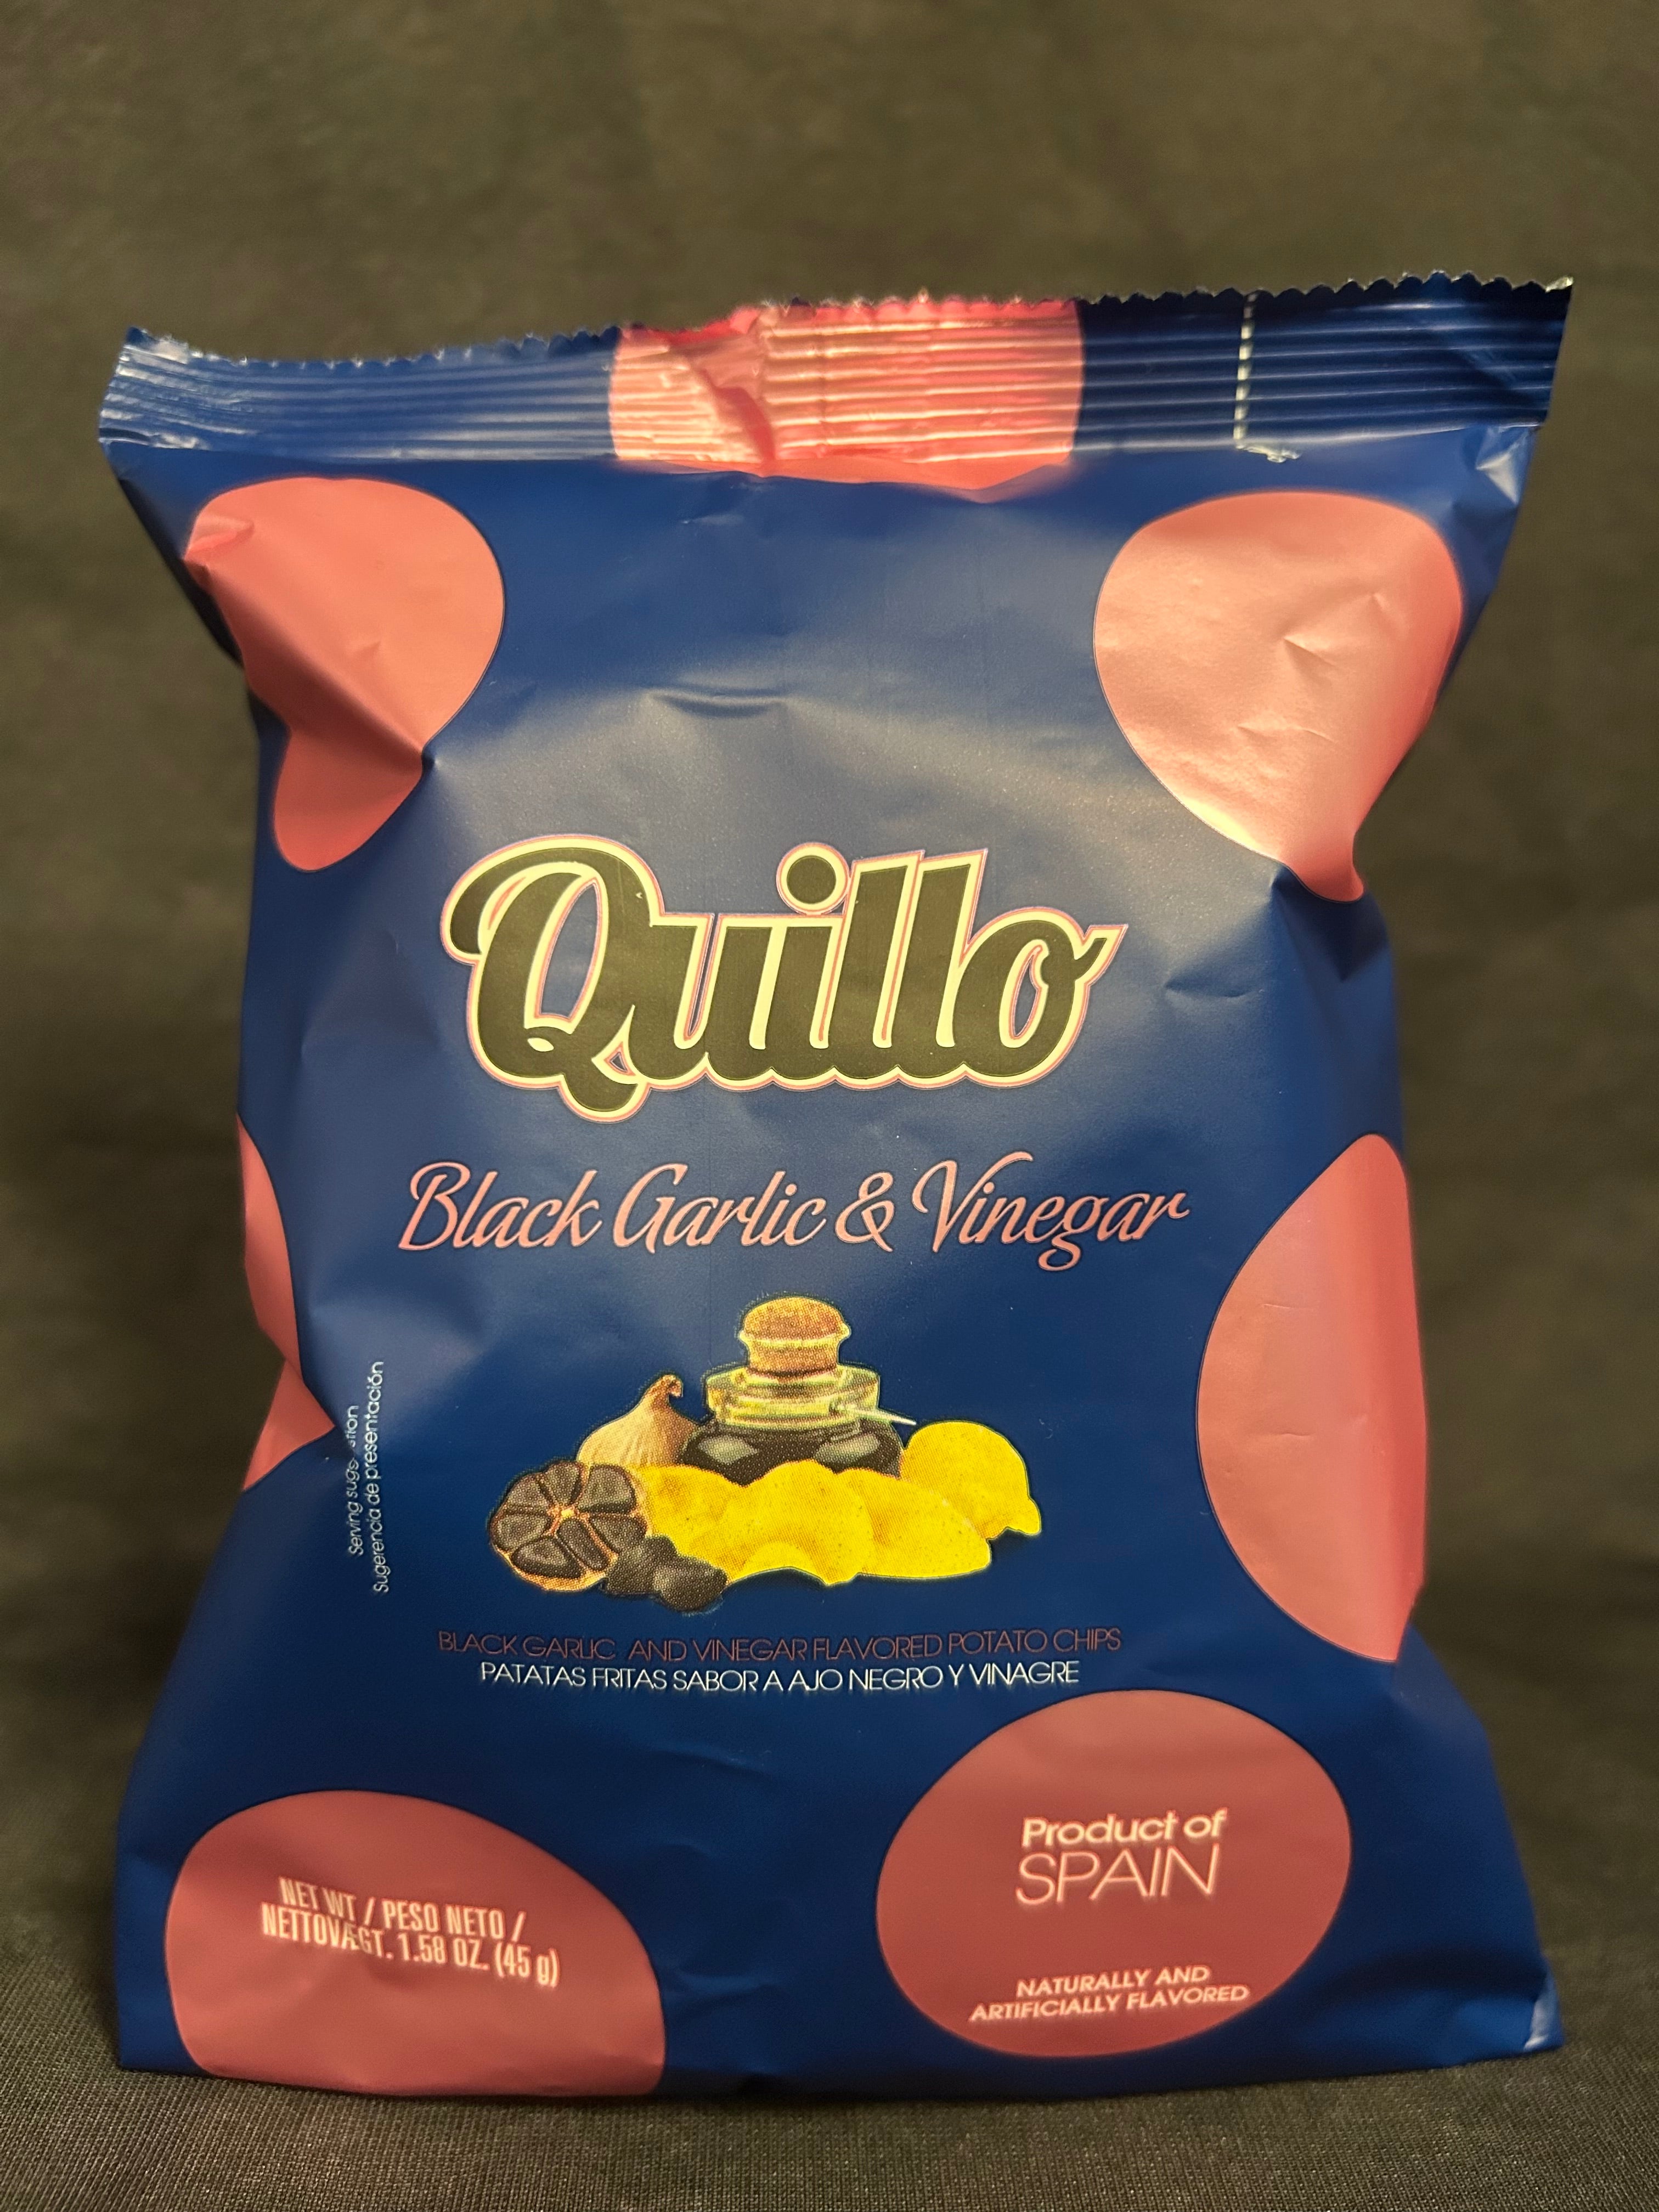 Quillo
Black Garlic & Vinegar
Serving
Sugerencia de presentación
BLACK GARLIC AND VINEGAR FLAVORED POTATO CHIPS
PATATAS FRITAS SABOR A AJO NEGRO Y VINAGRE
NET WT / PESO NETO /
NETTOVÆGT. 1.58 OZ. (45 g)
Product of
SPAIN
NATURALLY AND
ARTIFICIALLY FLAVORED